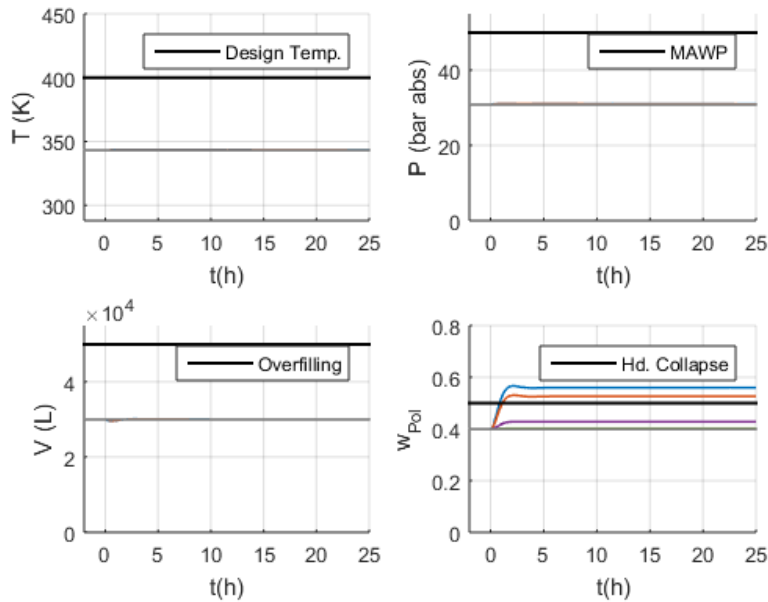 450
400
350
300
T (K)
Design Temp.
0 5 10 15 20 25
t(h)
40
20
0
P (bar abs)
MAWP
0 5 10 15 20 25
t(h)
× 10⁴
4
2
0
V (L)
Overfilling
0 5 10 15 20 25
t(h)
0.8
0.6
0.4
0.2
0
w_Pol
Hd. Collapse
0 5 10 15 20 25
t(h)